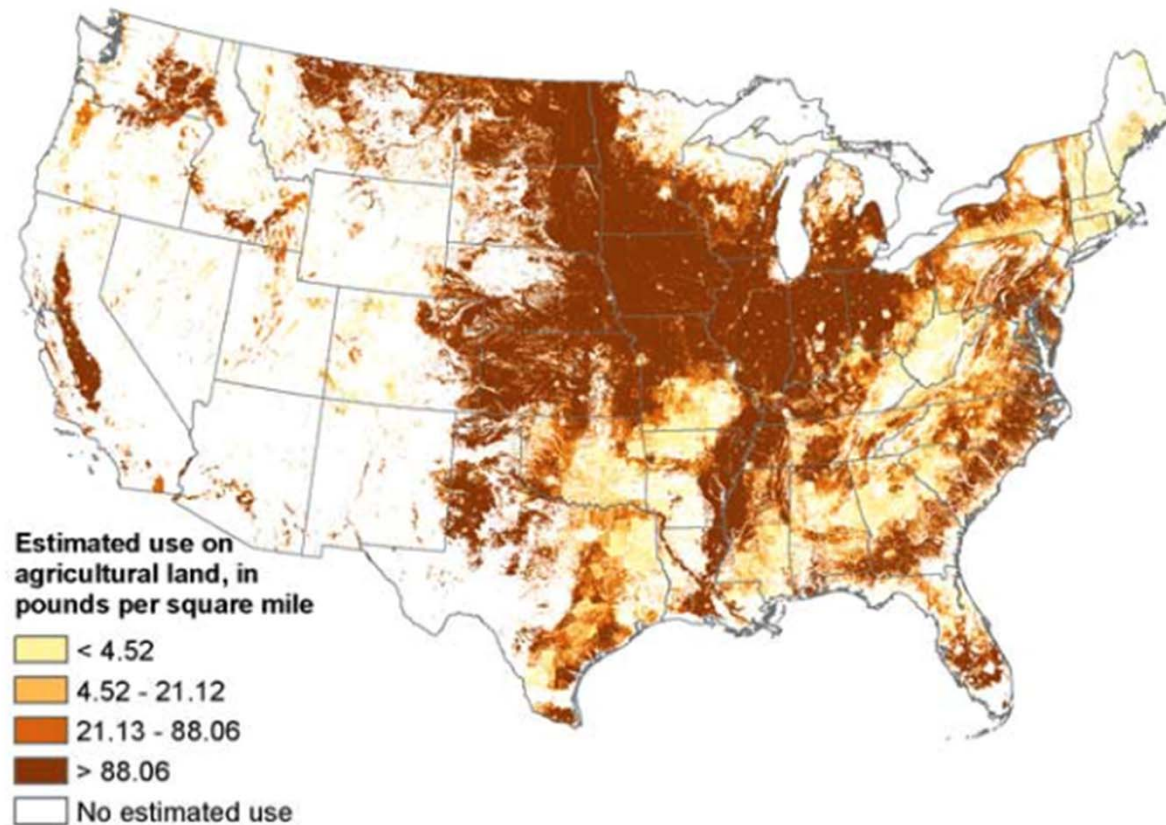 Estimated use on
agricultural land, in
pounds per square mile
< 4.52
4.52 - 21.12
21.13 - 88.06
> 88.06
No estimated use